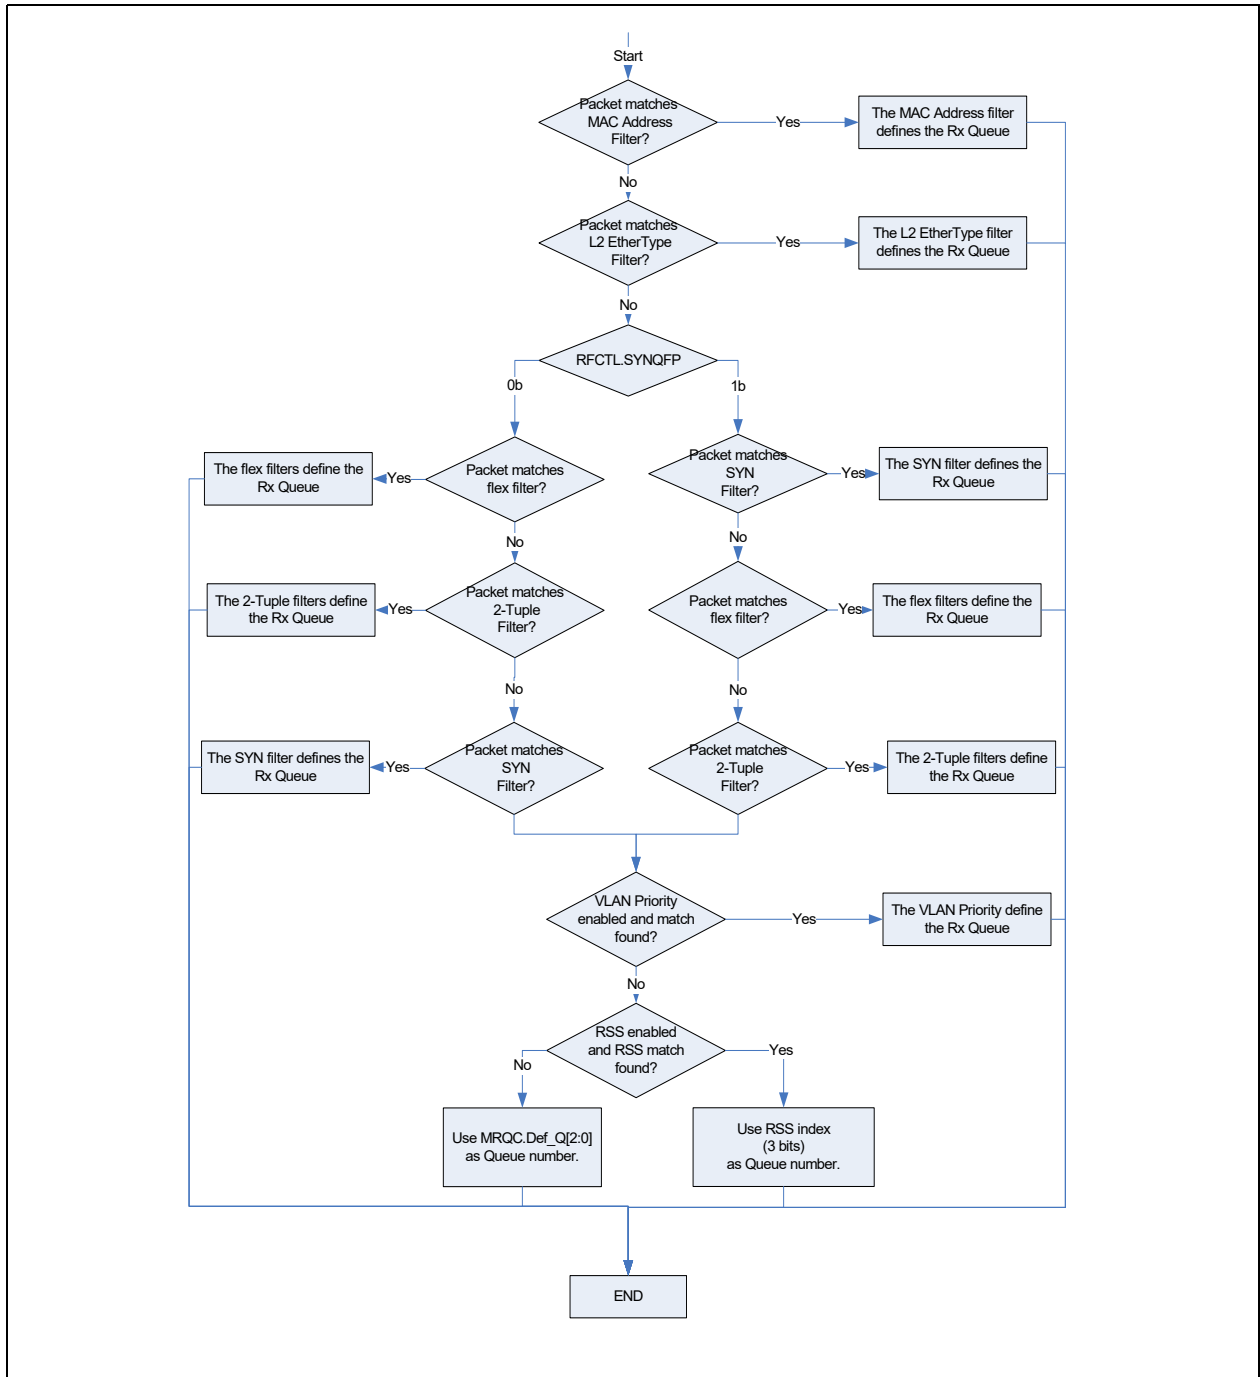 Start
Packet matches
MAC Address
Filter?
Yes
The MAC Address filter
defines the Rx Queue
No
Packet matches
L2 EtherType
Filter?
Yes
The L2 EtherType filter
defines the Rx Queue
No
RFCTL.SYNQFP
0b
1b
The flex filters define the
Rx Queue
Yes
Packet matches
flex filter?
Packet matches
SYN
Filter?
Yes
The SYN filter defines the
Rx Queue
No
No
The 2-Tuple filters define
the Rx Queue
Yes
Packet matches
2-Tuple
Filter?
Packet matches
flex filter?
Yes
The flex filters define the
Rx Queue
No
No
The SYN filter defines the
Rx Queue
Yes
Packet matches
SYN
Filter?
Packet matches
2-Tuple
Filter?
Yes
The 2-Tuple filters define
the Rx Queue
VLAN Priority
enabled and match
found?
Yes
The VLAN Priority define
the Rx Queue
No
RSS enabled
and RSS match
found?
No
Yes
Use MRQC.Def_Q[2:0]
as Queue number.
Use RSS index
(3 bits)
as Queue number.
END